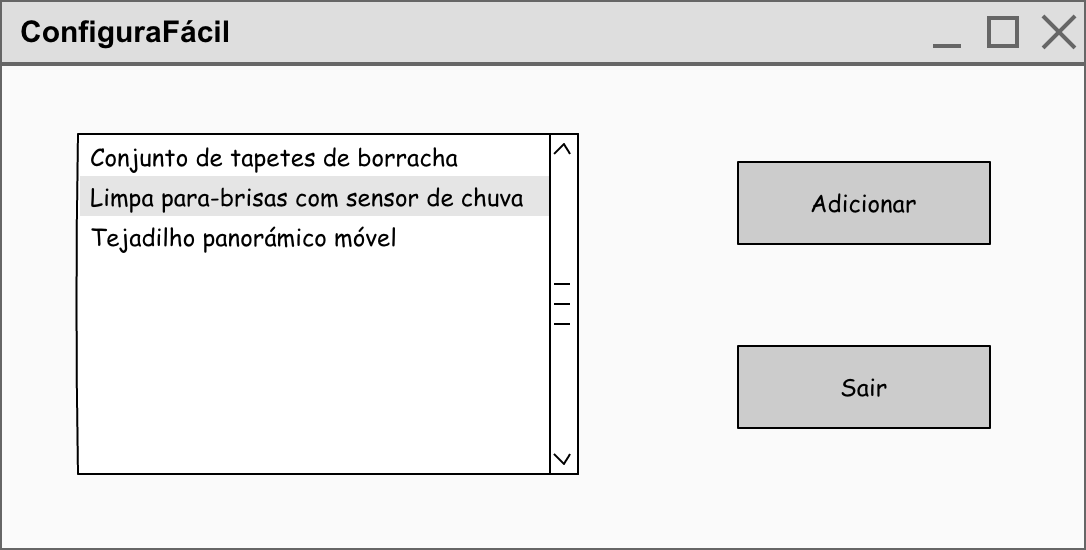 ConfiguraFácil
Conjunto de tapetes de borracha
Limpa para-brisas com sensor de chuva
Tejadilho panorámico móvel
Adicionar
Sair